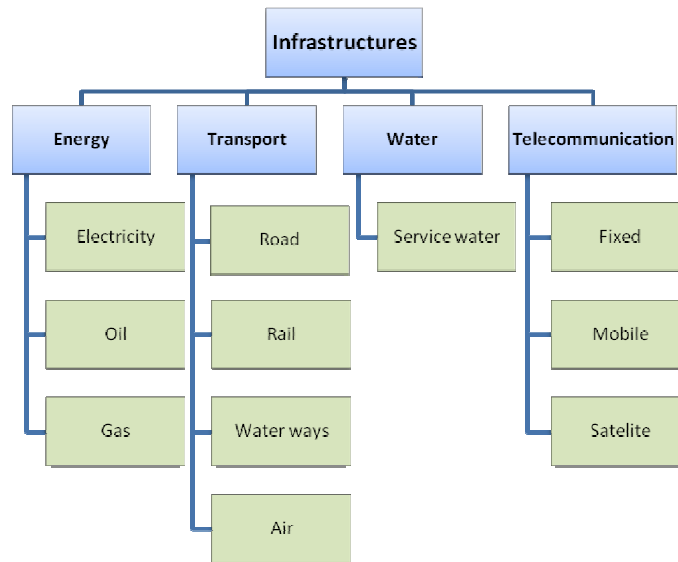 Infrastructures
Energy
Transport
Water
Telecommunication
Electricity
Road
Service water
Fixed
Oil
Rail
Mobile
Gas
Water ways
Satelite
Air